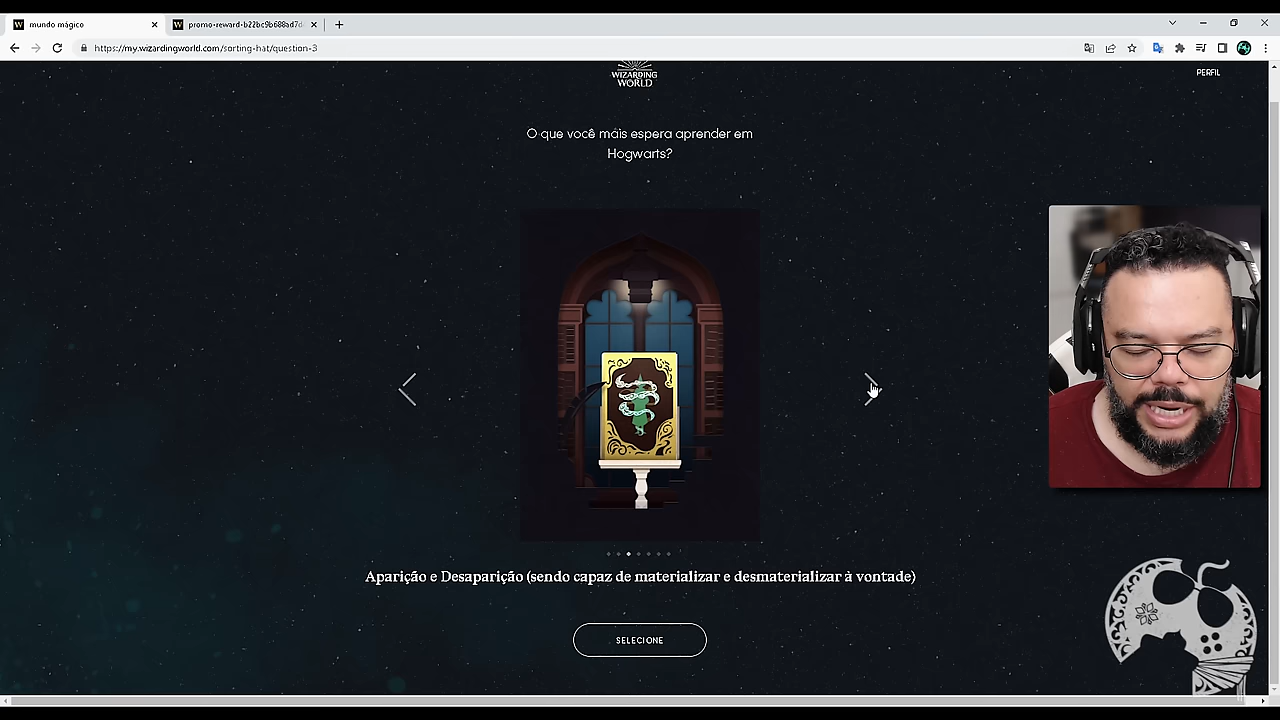 mundo mágico
promo-reward-b22bc9b688ad7d
https://my.wizardingworld.com/sorting-hat/question-3
WIZARDING
WORLD
PERFIL
O que você mais espera aprender em
Hogwarts?
Aparição e Desaparição (sendo capaz de materializar e desmaterializar à vontade)
SELECIONE